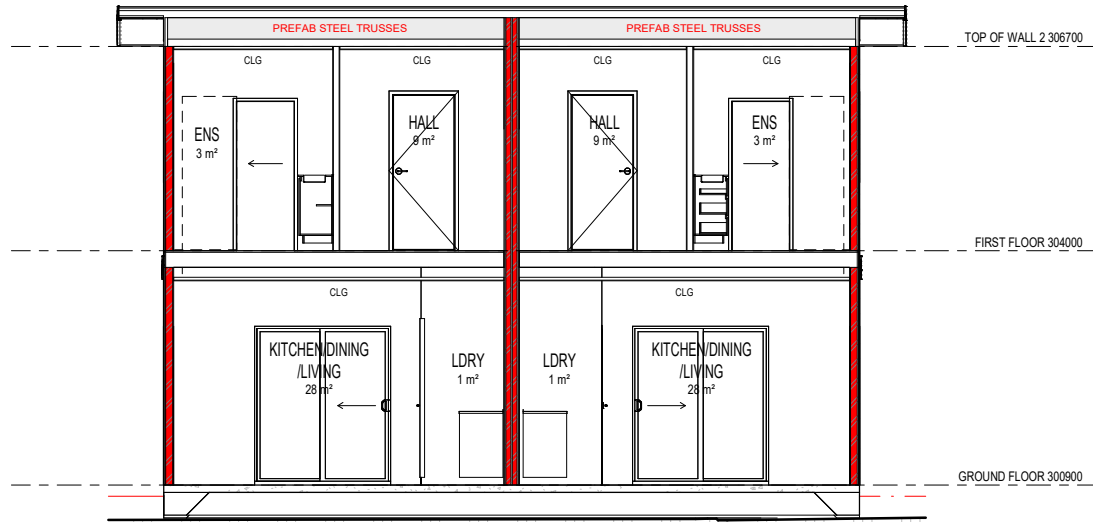 PREFAB STEEL TRUSSES
PREFAB STEEL TRUSSES
TOP OF WALL 2 306700
CLG
CLG
CLG
CLG
ENS
3 m²
HALL
9 m²
HALL
9 m²
ENS
3 m²
FIRST FLOOR 304000
CLG
CLG
KITCHEN/DINING
/LIVING
28 m²
LDRY
1 m²
LDRY
1 m²
KITCHEN/DINING
/LIVING
28 m²
GROUND FLOOR 300900